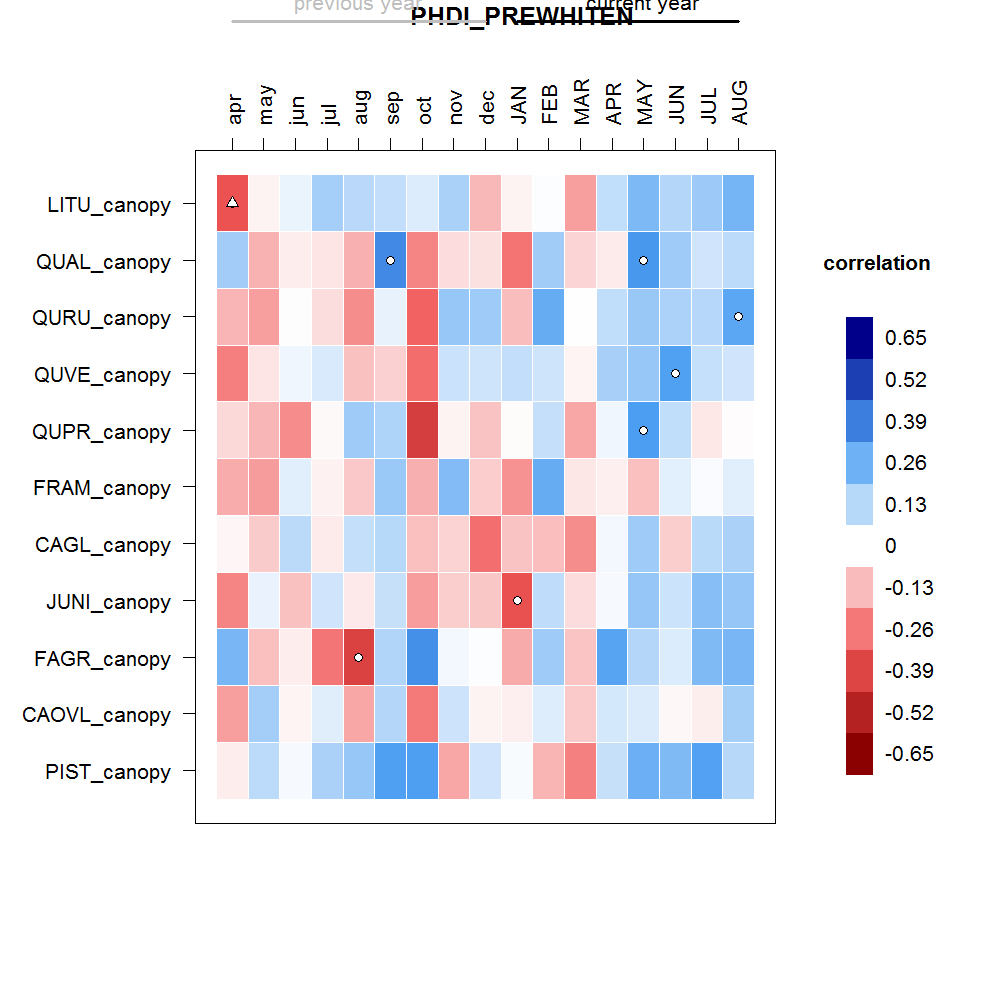 previous year
current year
PHDI_PREWHITEN
apr may jun jul aug sep oct nov dec JAN FEB MAR APR MAY JUN JUL AUG
LITU_canopy
QUAL_canopy
QURU_canopy
QUVE_canopy
QUPR_canopy
FRAM_canopy
CAGL_canopy
JUNI_canopy
FAGR_canopy
CAOVL_canopy
PIST_canopy
correlation
0.65
0.52
0.39
0.26
0.13
0
-0.13
-0.26
-0.39
-0.52
-0.65